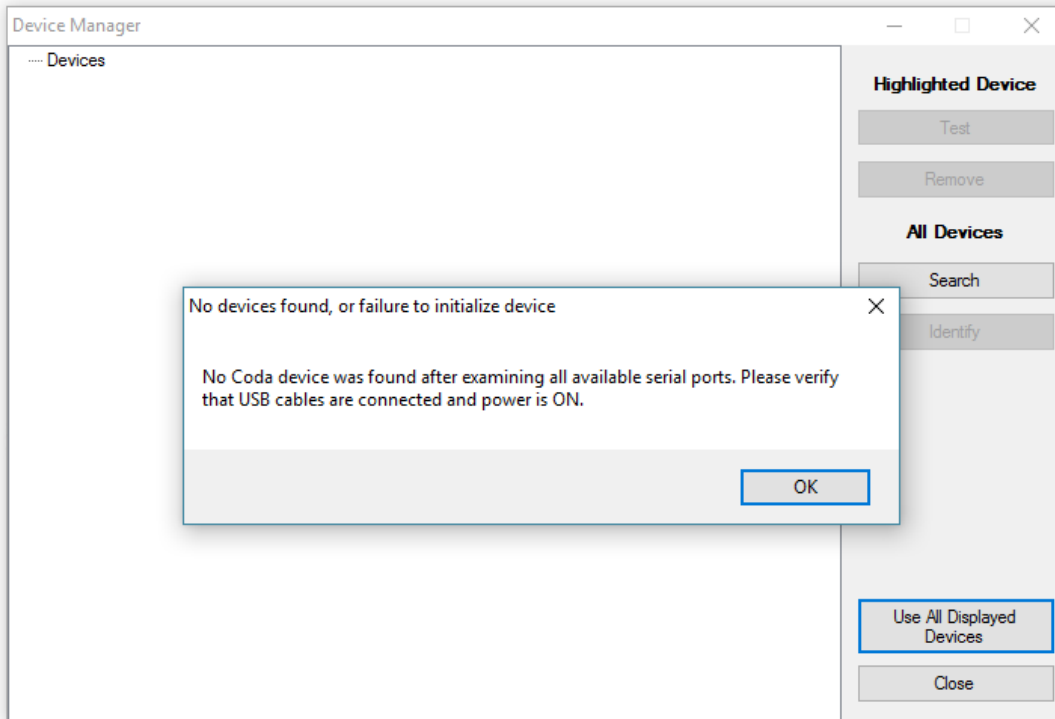 Device Manager
Devices
Highlighted Device
Test
Remove
All Devices
Search
Identify
No devices found, or failure to initialize device
No Coda device was found after examining all available serial ports. Please verify
that USB cables are connected and power is ON.
OK
Use All Displayed
Devices
Close